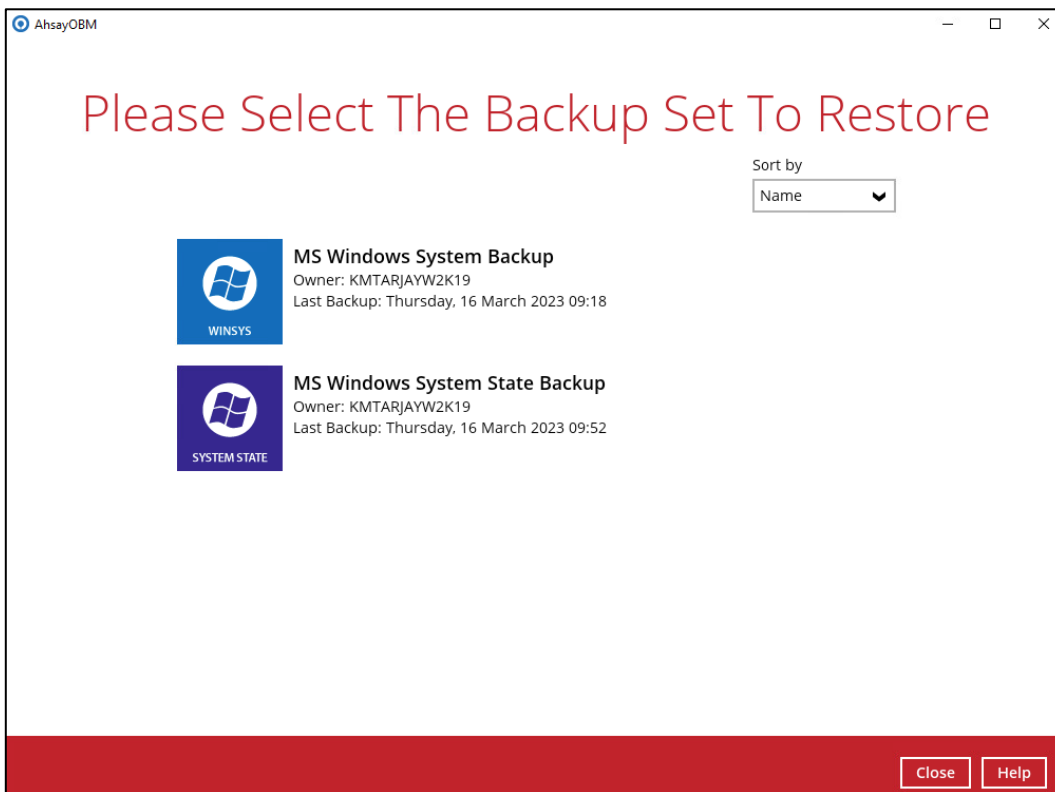 AhsayOBM
Please Select The Backup Set To Restore
Sort by
Name
MS Windows System Backup
Owner: KMTARJAYW2K19
Last Backup: Thursday, 16 March 2023 09:18
WINSYS
MS Windows System State Backup
Owner: KMTARJAYW2K19
Last Backup: Thursday, 16 March 2023 09:52
SYSTEM STATE
Close Help